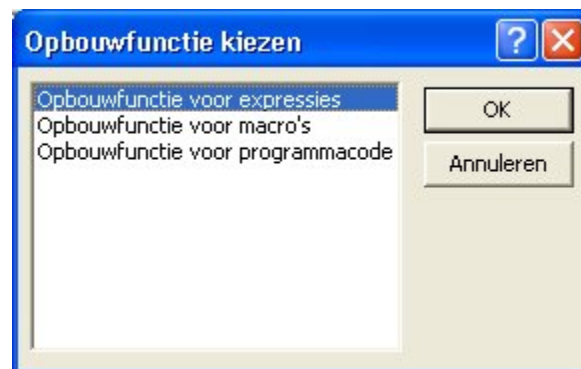 Opbouwfunctie kiezen
Opbouwfunctie voor expressies
Opbouwfunctie voor macro's
Opbouwfunctie voor programmacode
OK
Annuleren